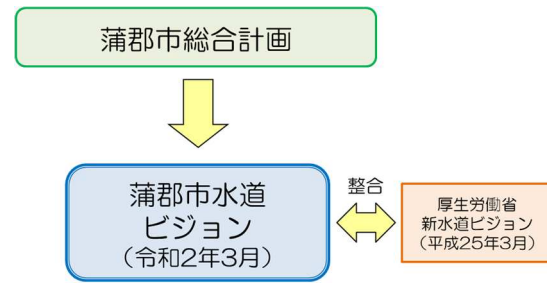 蒲郡市総合計画
蒲郡市水道
ビジョン
（令和2年3月）
整合
厚生労働省
新水道ビジョン
（平成25年3月）